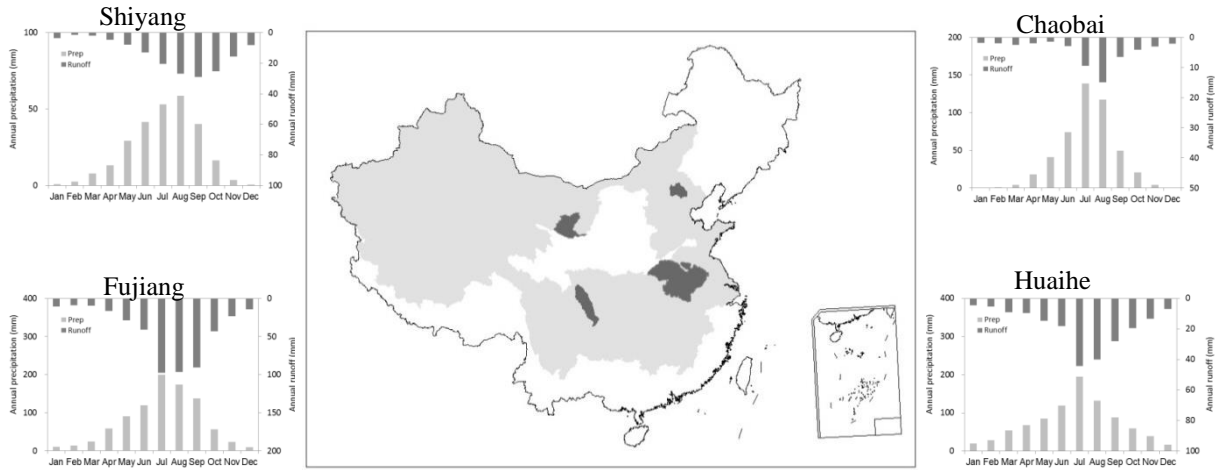 Shiyang
Annual precipitation (mm)
100
50
0
Prep
Runoff
0
20
40
60
80
100
Annual runoff (mm)
Jan Feb Mar Apr May Jun Jul Aug Sep Oct Nov Dec
Chaobai
Annual precipitation (mm)
200
150
100
50
0
Prep
Runoff
0
10
20
30
40
50
Annual runoff (mm)
Jan Feb Mar Apr May Jun Jul Aug Sep Oct Nov Dec
Fujiang
Annual precipitation (mm)
400
300
200
100
0
Prep
Runoff
0
50
100
150
200
Annual runoff (mm)
Jan Feb Mar Apr May Jun Jul Aug Sep Oct Nov Dec
Huaihe
Annual precipitation (mm)
400
300
200
100
0
Prep
Runoff
0
20
40
60
80
100
Annual runoff (mm)
Jan Feb Mar Apr May Jun Jul Aug Sep Oct Nov Dec